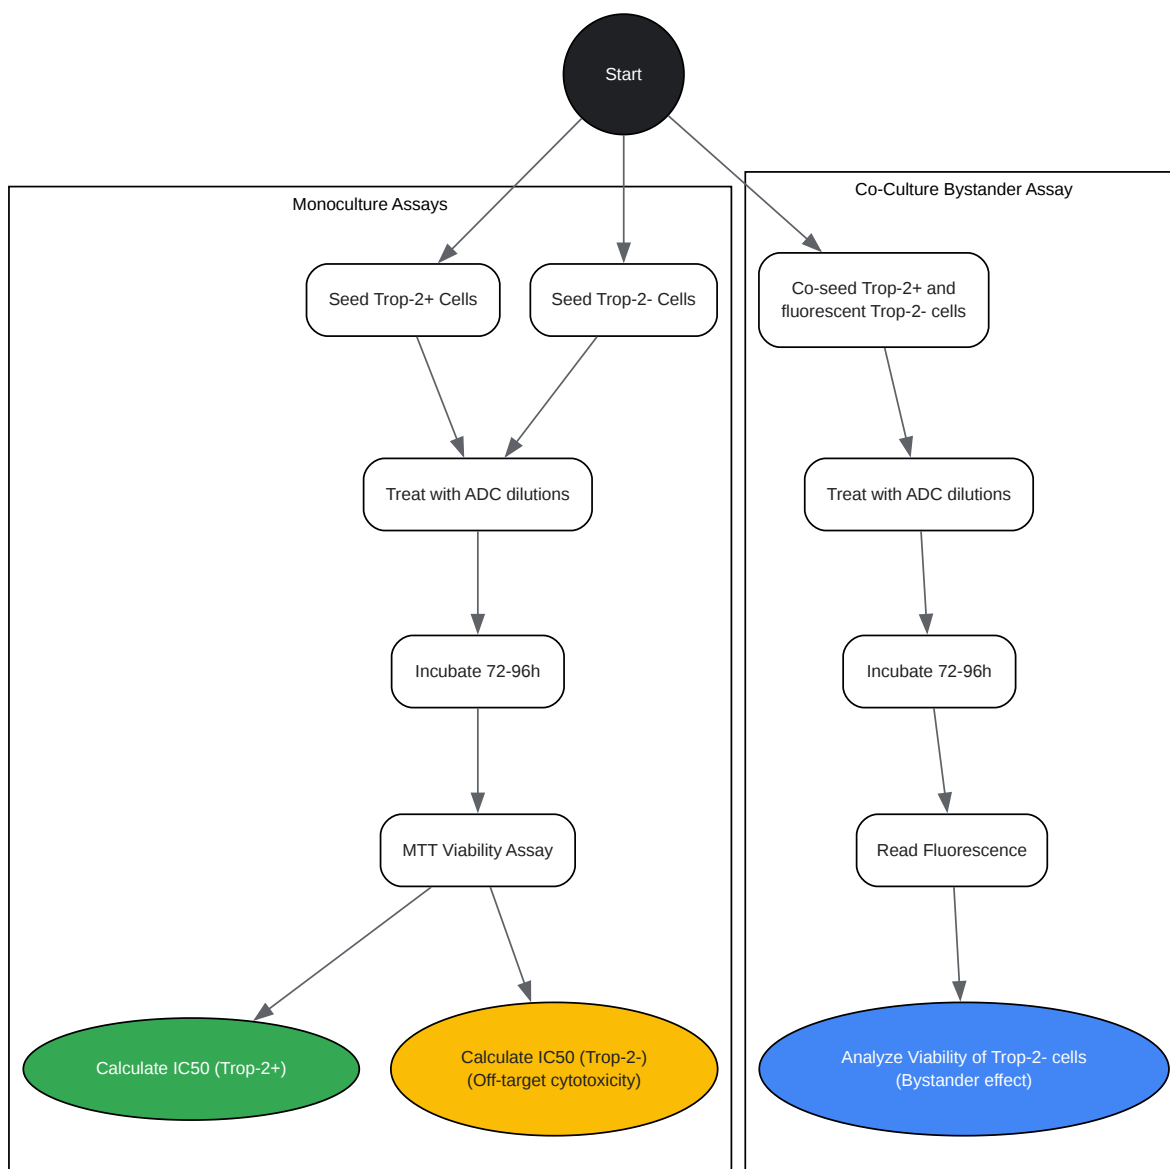 Start
Monoculture Assays
Seed Trop-2+ Cells
Seed Trop-2- Cells
Treat with ADC dilutions
Incubate 72-96h
MTT Viability Assay
Calculate IC50 (Trop-2+)
Calculate IC50 (Trop-2-)
(Off-target cytotoxicity)
Co-Culture Bystander Assay
Co-seed Trop-2+ and
fluorescent Trop-2- cells
Treat with ADC dilutions
Incubate 72-96h
Read Fluorescence
Analyze Viability of Trop-2- cells
(Bystander effect)